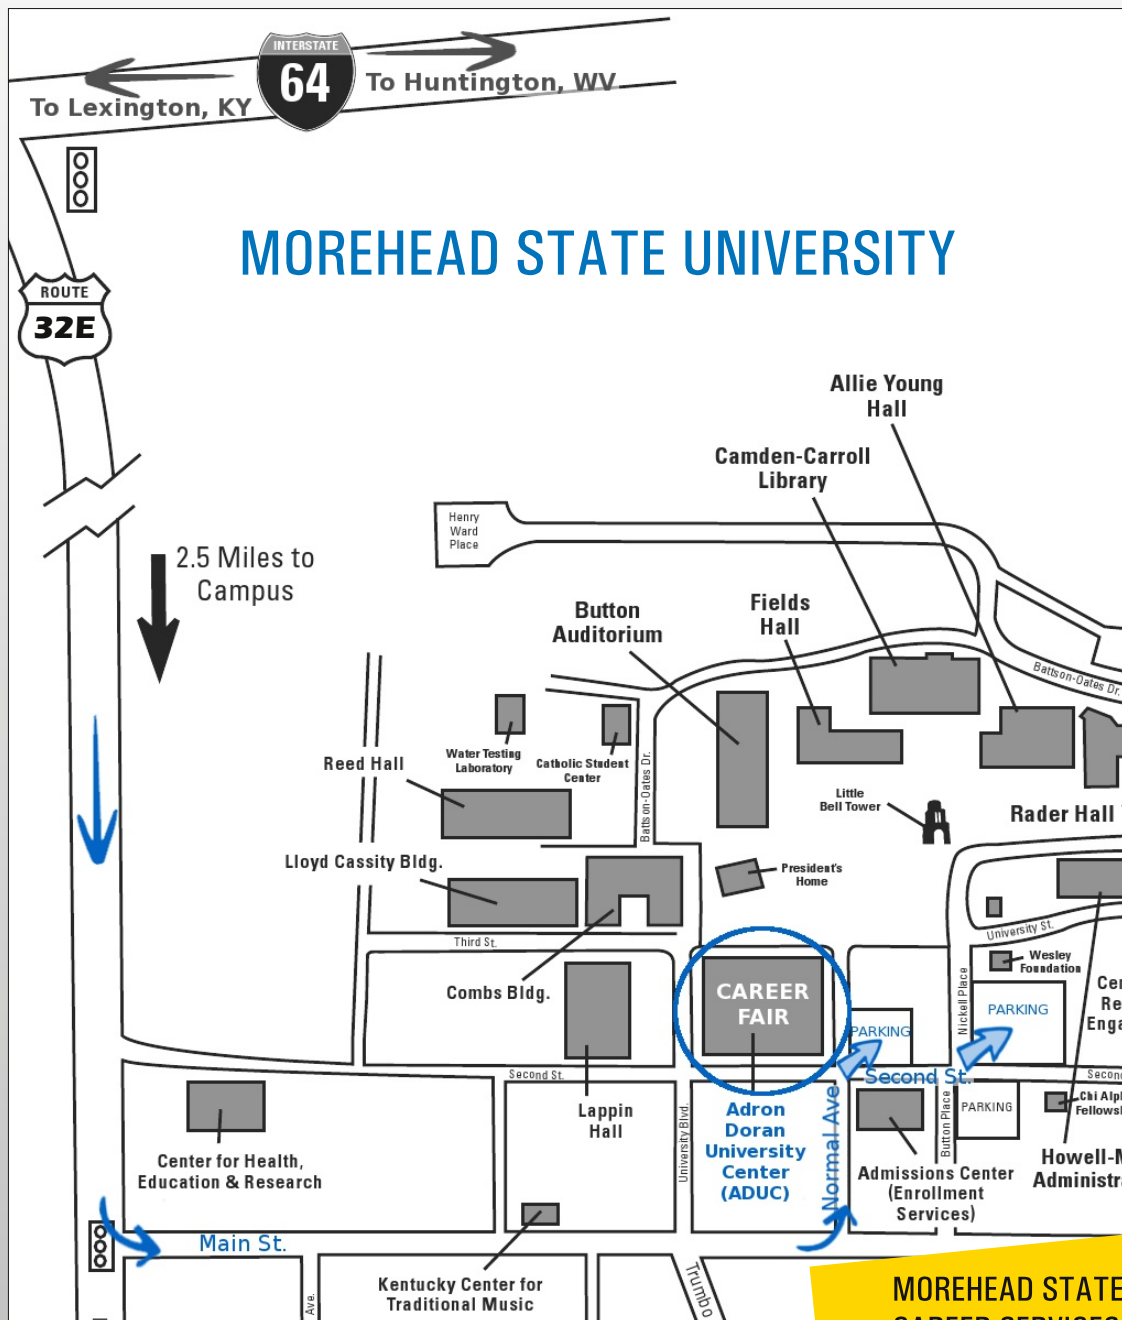 INTERSTATE
64
To Lexington, KY
To Huntington, WV
ROUTE
32E
MOREHEAD STATE UNIVERSITY
2.5 Miles to
Campus
Allie Young
Hall
Camden-Carroll
Library
Henry
Ward
Place
Button
Auditorium
Fields
Hall
Battson-Oates Dr.
Water Testing
Laboratory
Catholic Student
Center
Reed Hall
Battson-Oates Dr.
Little
Bell Tower
Rader Hall
Lloyd Cassity Bldg.
President's
Home
Third St.
University St.
Wesley
Foundation
Combs Bldg.
CAREER
FAIR
Nickell Place
PARKING
PARKING
Second St.
Second St.
Lappin
Hall
University Blvd.
Adron
Doran
University
Center
(ADUC)
Normal Ave
Button Place
PARKING
Admissions Center
(Enrollment
Services)
Center for Health,
Education & Research
Main St.
Kentucky Center for
Traditional Music
Ave.
MOREHEAD STATE